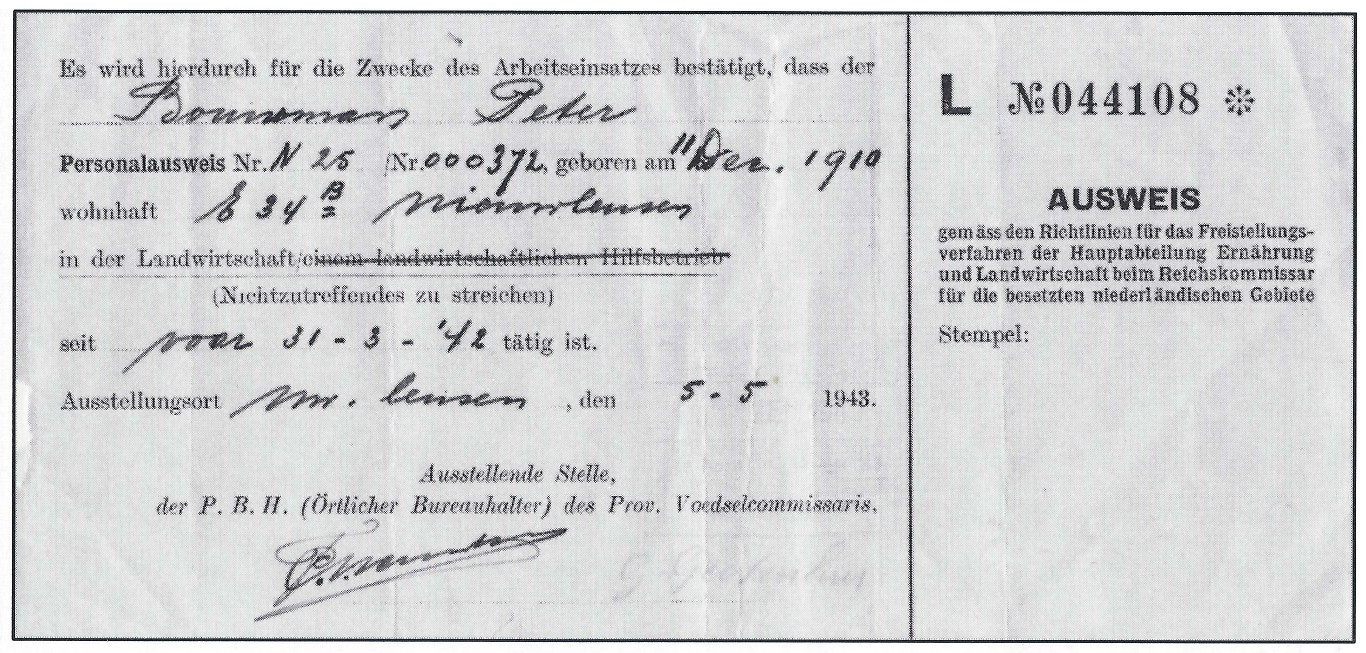 Es wird hierdurch für die Zwecke des Arbeitseinsatzes bestätigt, dass der
Bouwmans Peter
Personalausweis Nr. N 25 /Nr. 000372, geboren am 11 Dec. 1910
wohnhaft E 34 B Nieuwleusen
in der Landwirtschaft/einem landwirtschaftlichen Hilfsbetrieb
(Nichtzutreffendes zu streichen)
seit voor 31 - 3 - '42 tätig ist.
Ausstellungsort Nw. leusen , den 5 - 5 1943.
Ausstellende Stelle,
der P. B. H. (Örtlicher Bureauhalter) des Prov. Voedselcommissaris.
L № 044108
AUSWEIS
gemäss den Richtlinien für das Freistellungs-
verfahren der Hauptabteilung Ernährung
und Landwirtschaft beim Reichskommissar
für die besetzten niederländischen Gebiete
Stempel: